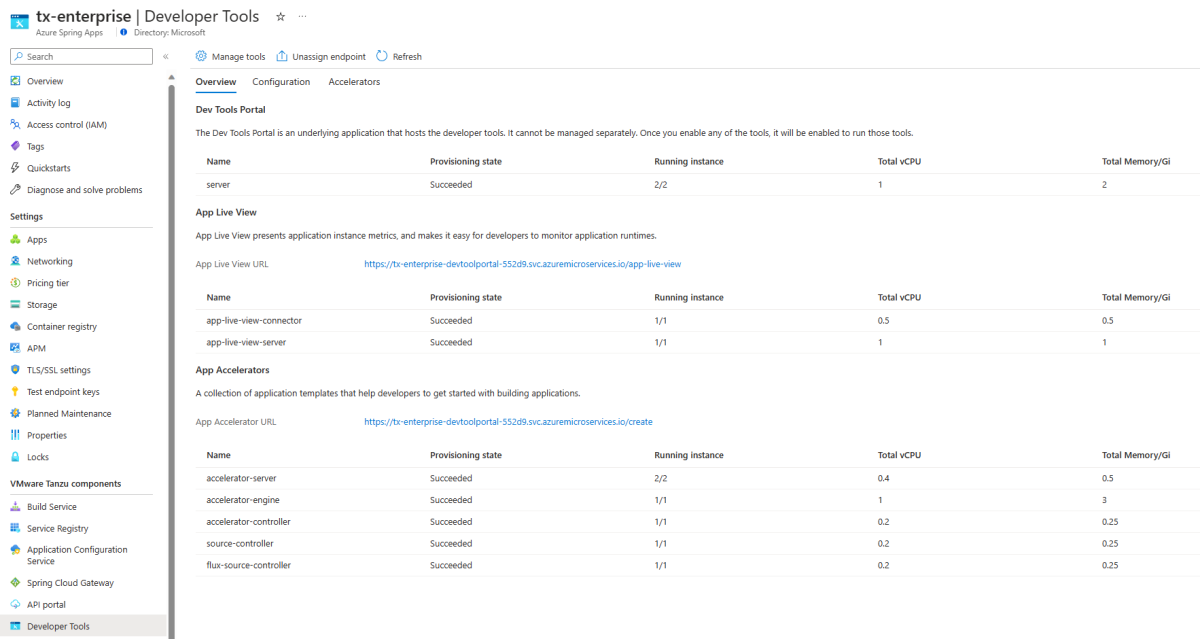 tx-enterprise | Developer Tools
Azure Spring Apps
Directory: Microsoft
Search
Overview
Activity log
Access control (IAM)
Tags
Quickstarts
Diagnose and solve problems
Settings
Apps
Networking
Pricing tier
Storage
Container registry
APM
TLS/SSL settings
Test endpoint keys
Planned Maintenance
Properties
Locks
VMware Tanzu components
Build Service
Service Registry
Application Configuration
Service
Spring Cloud Gateway
API portal
Developer Tools
Manage tools Unassign endpoint Refresh
Overview Configuration Accelerators
Dev Tools Portal
The Dev Tools Portal is an underlying application that hosts the developer tools. It cannot be managed separately. Once you enable any of the tools, it will be enabled to run those tools.
Name Provisioning state Running instance Total vCPU Total Memory/Gi
server Succeeded 2/2 1 2
App Live View
App Live View presents application instance metrics, and makes it easy for developers to monitor application runtimes.
App Live View URL https://tx-enterprise-devtoolportal-552d9.svc.azuremicroservices.io/app-live-view
Name Provisioning state Running instance Total vCPU Total Memory/Gi
app-live-view-connector Succeeded 1/1 0.5 0.5
app-live-view-server Succeeded 1/1 1 1
App Accelerators
A collection of application templates that help developers to get started with building applications.
App Accelerator URL https://tx-enterprise-devtoolportal-552d9.svc.azuremicroservices.io/create
Name Provisioning state Running instance Total vCPU Total Memory/Gi
accelerator-server Succeeded 2/2 0.4 0.5
accelerator-engine Succeeded 1/1 1 3
accelerator-controller Succeeded 1/1 0.2 0.25
source-controller Succeeded 1/1 0.2 0.25
flux-source-controller Succeeded 1/1 0.2 0.25